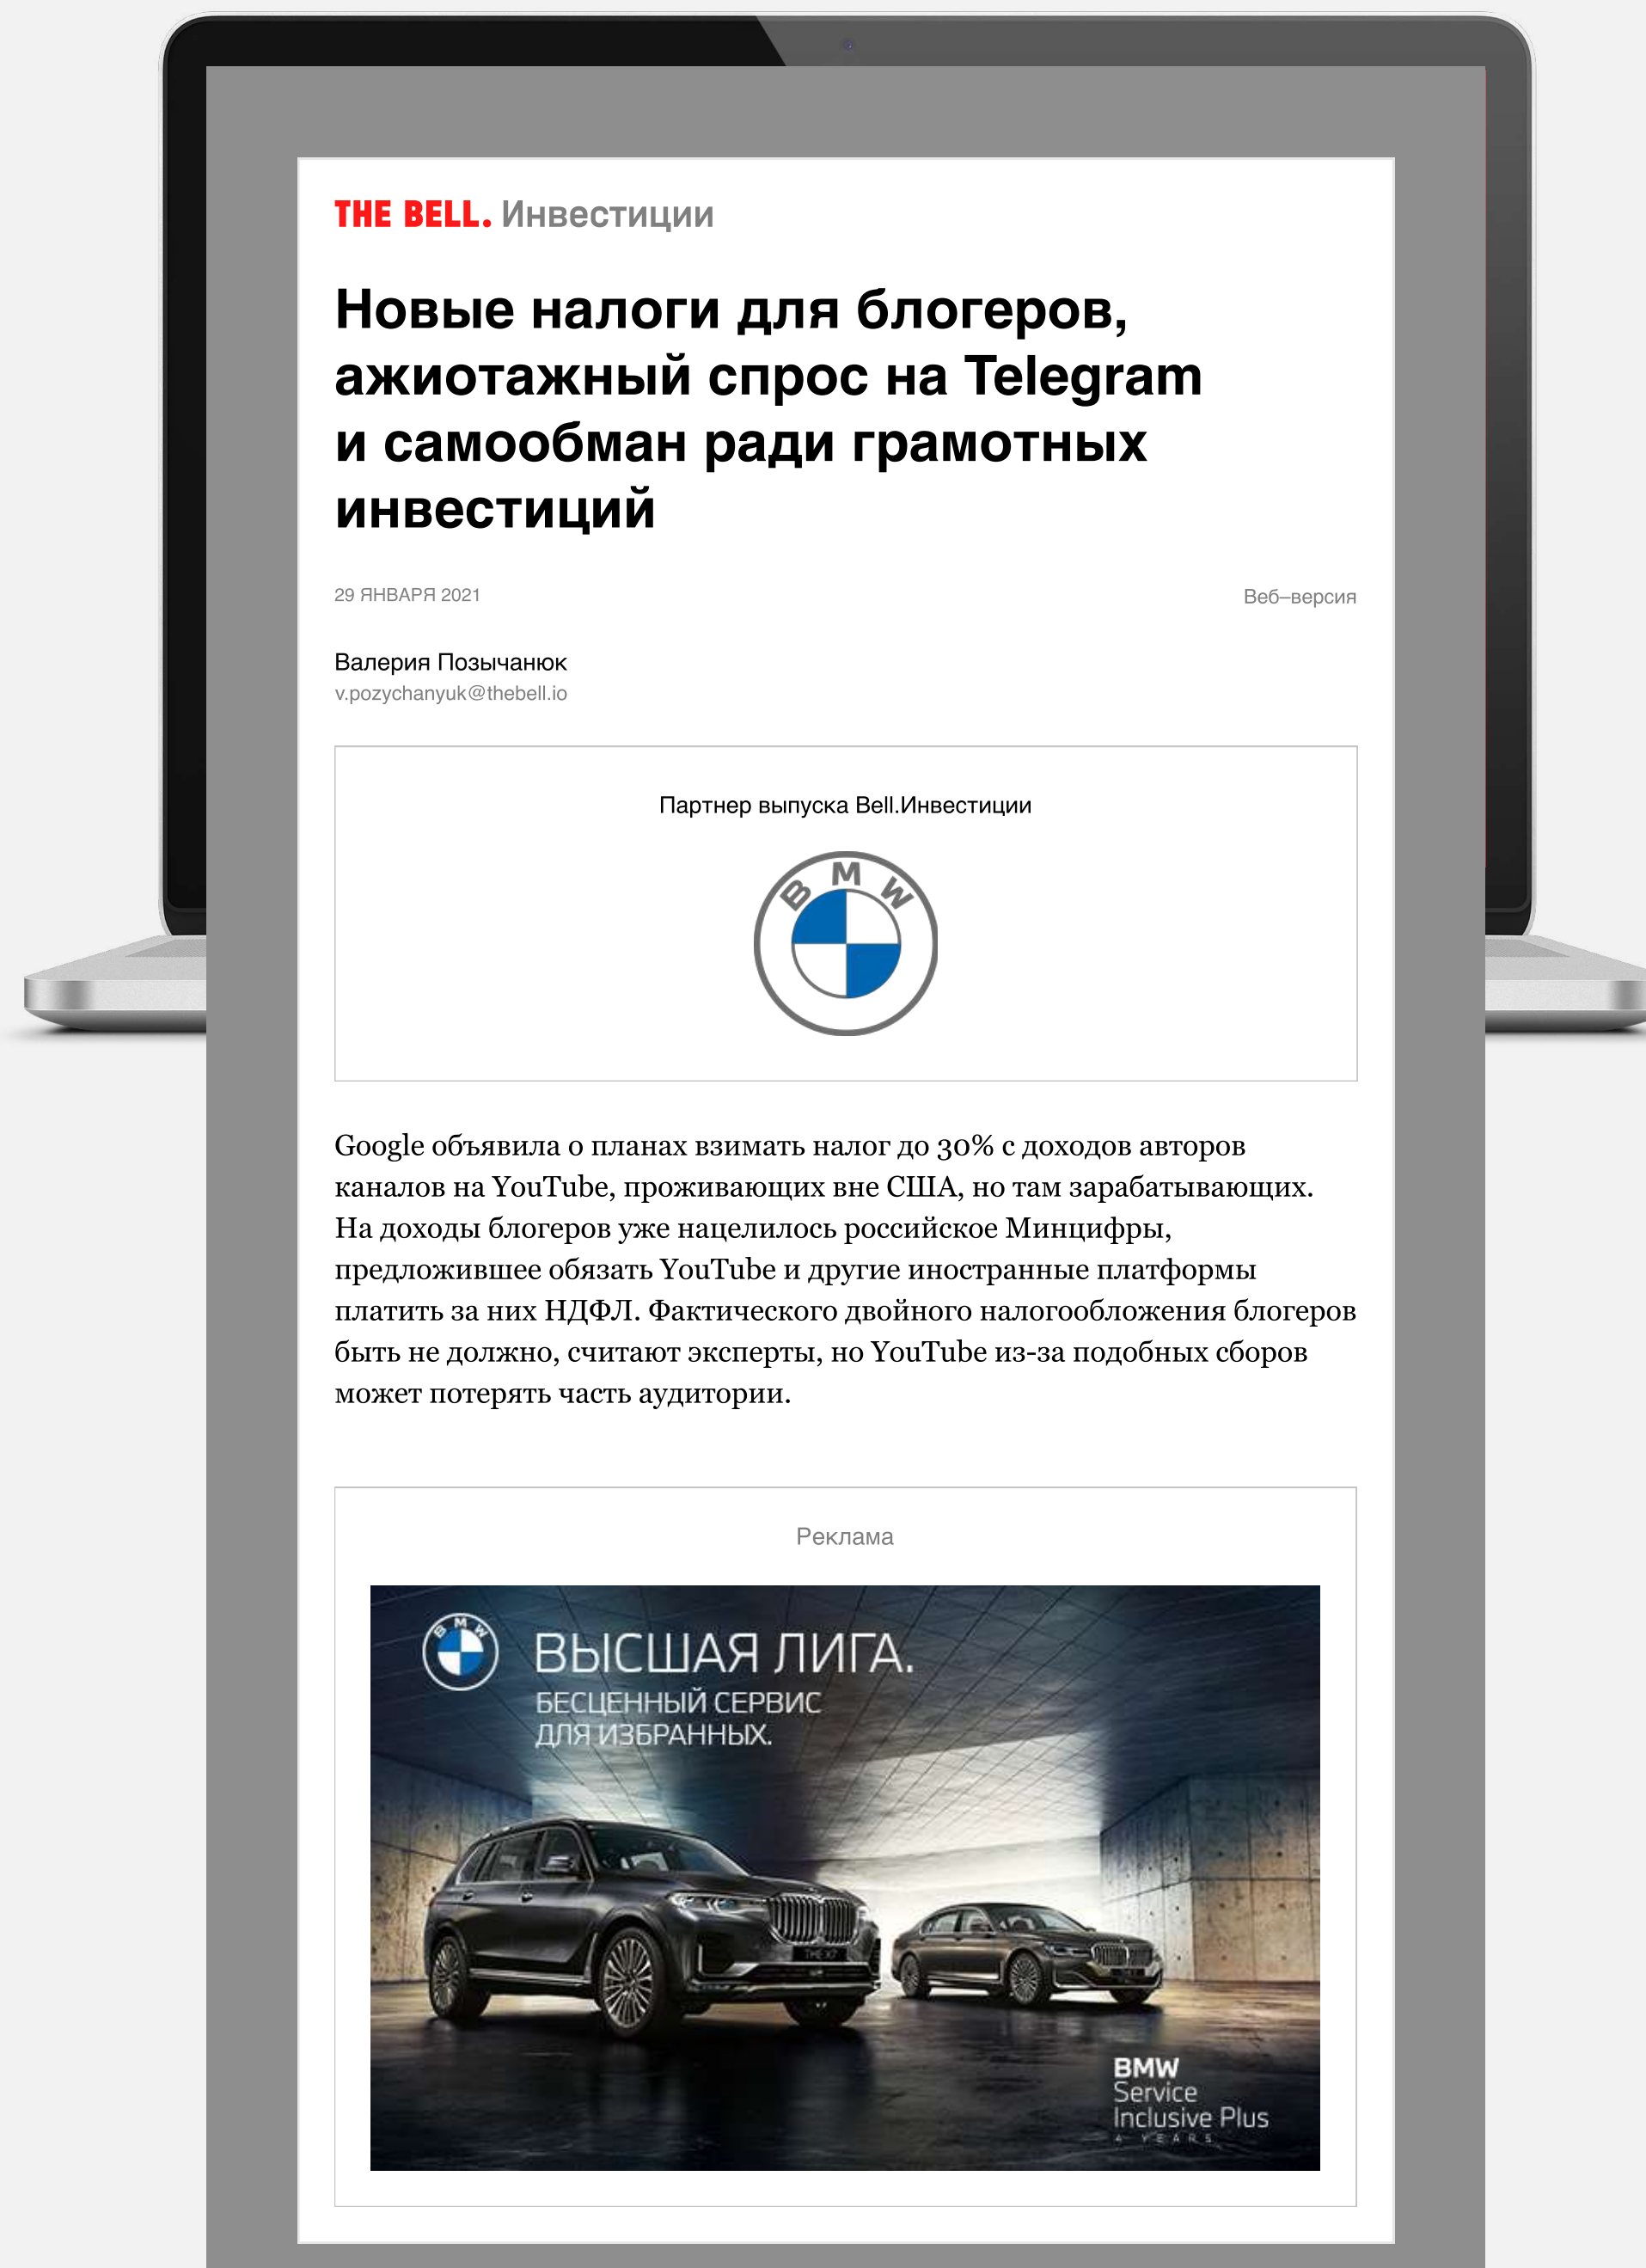 THE BELL. Инвестиции
Новые налоги для блогеров,
ажиотажный спрос на Telegram
и самообман ради грамотных
инвестиций
29 ЯНВАРЯ 2021
Веб–версия
Валерия Позычанюк
v.pozychanyuk@thebell.io
Партнер выпуска Bell.Инвестиции
BMW
Google объявила о планах взимать налог до 30% с доходов авторов
каналов на YouTube, проживающих вне США, но там зарабатывающих.
На доходы блогеров уже нацелилось российское Минцифры,
предложившее обязать YouTube и другие иностранные платформы
платить за них НДФЛ. Фактического двойного налогообложения блогеров
быть не должно, считают эксперты, но YouTube из-за подобных сборов
может потерять часть аудитории.
Реклама
BMW
ВЫСШАЯ ЛИГА.
БЕСЦЕННЫЙ СЕРВИС
ДЛЯ ИЗБРАННЫХ.
THE X7
BMW
Service
Inclusive Plus
4 YEARS